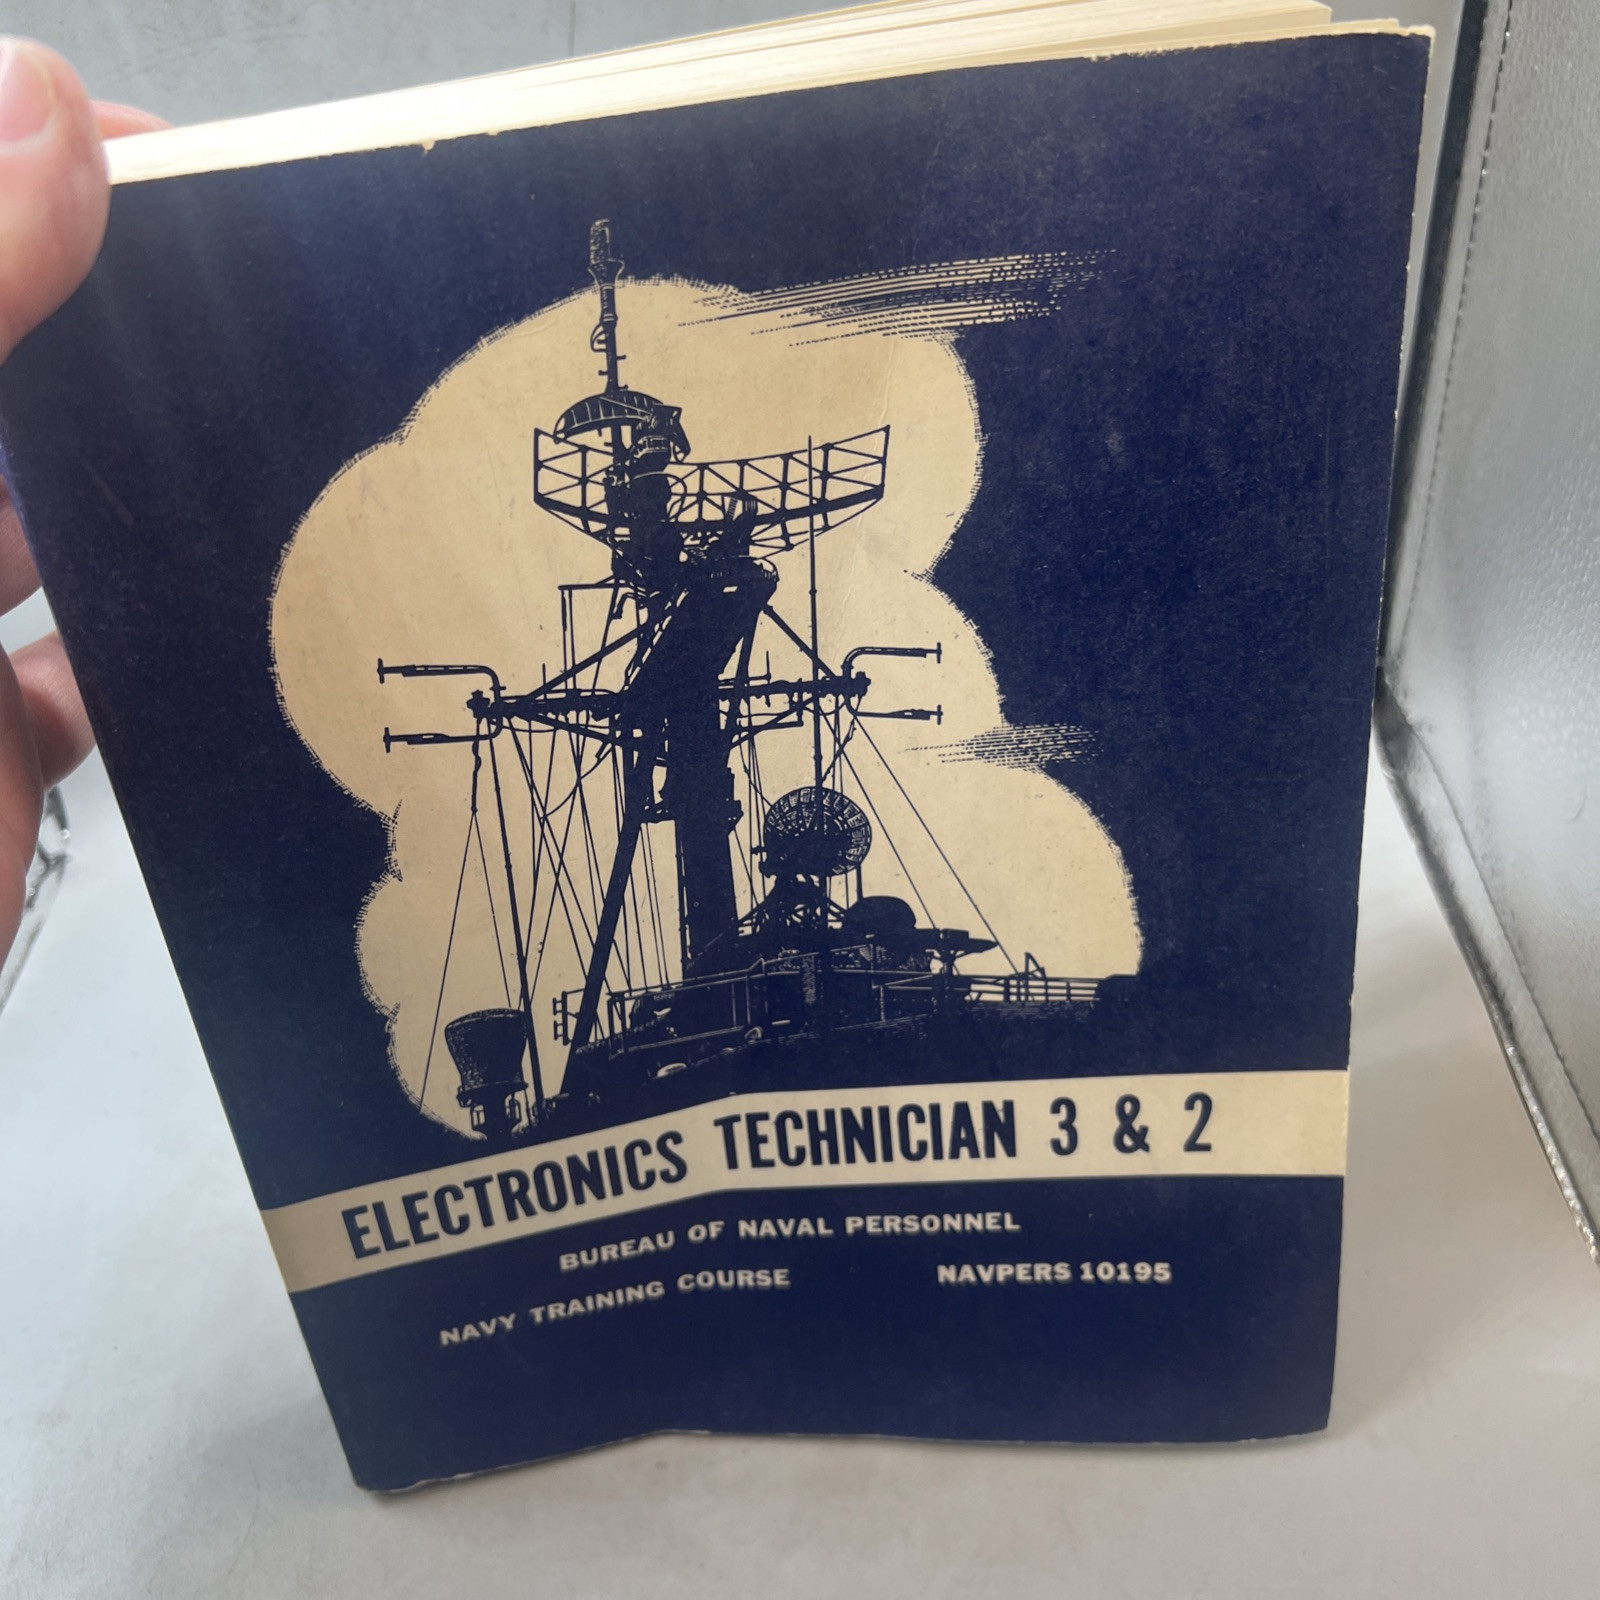 ELECTRONICS TECHNICIAN 3 & 2
BUREAU OF NAVAL PERSONNEL
NAVY TRAINING COURSE NAVPERS 10195